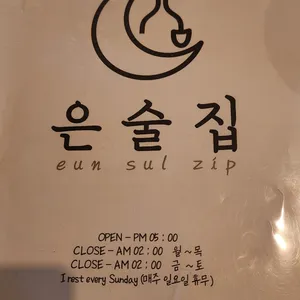 은술집
eun sul zip
OPEN - PM 05 : 00
CLOSE - AM 02 : 00 월~목
CLOSE - AM 02 : 00 금~토
I rest every Sunday (매주 일요일 휴무)